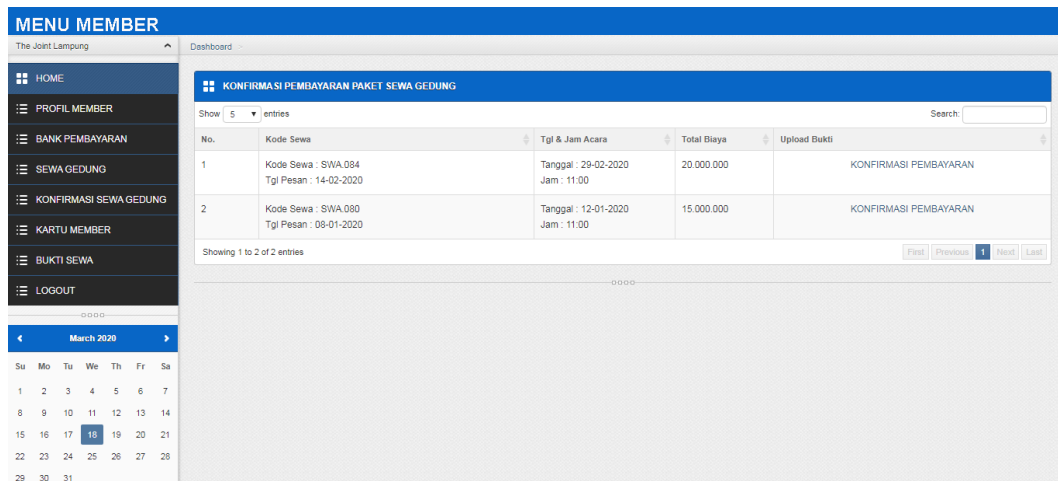 MENU MEMBER
The Joint Lampung
Dashboard
HOME
PROFIL MEMBER
BANK PEMBAYARAN
SEWA GEDUNG
KONFIRMASI SEWA GEDUNG
KARTU MEMBER
BUKTI SEWA
LOGOUT
March 2020
Su Mo Tu We Th Fr Sa
1 2 3 4 5 6 7
8 9 10 11 12 13 14
15 16 17 18 19 20 21
22 23 24 25 26 27 28
29 30 31
KONFIRMASI PEMBAYARAN PAKET SEWA GEDUNG
Show 5 entries Search:
No. Kode Sewa Tgl & Jam Acara Total Biaya Upload Bukti
1 Kode Sewa : SWA.084 Tanggal : 29-02-2020 20.000.000 KONFIRMASI PEMBAYARAN
Tgl Pesan : 14-02-2020 Jam : 11:00
2 Kode Sewa : SWA.080 Tanggal : 12-01-2020 15.000.000 KONFIRMASI PEMBAYARAN
Tgl Pesan : 08-01-2020 Jam : 11:00
Showing 1 to 2 of 2 entries First Previous 1 Next Last